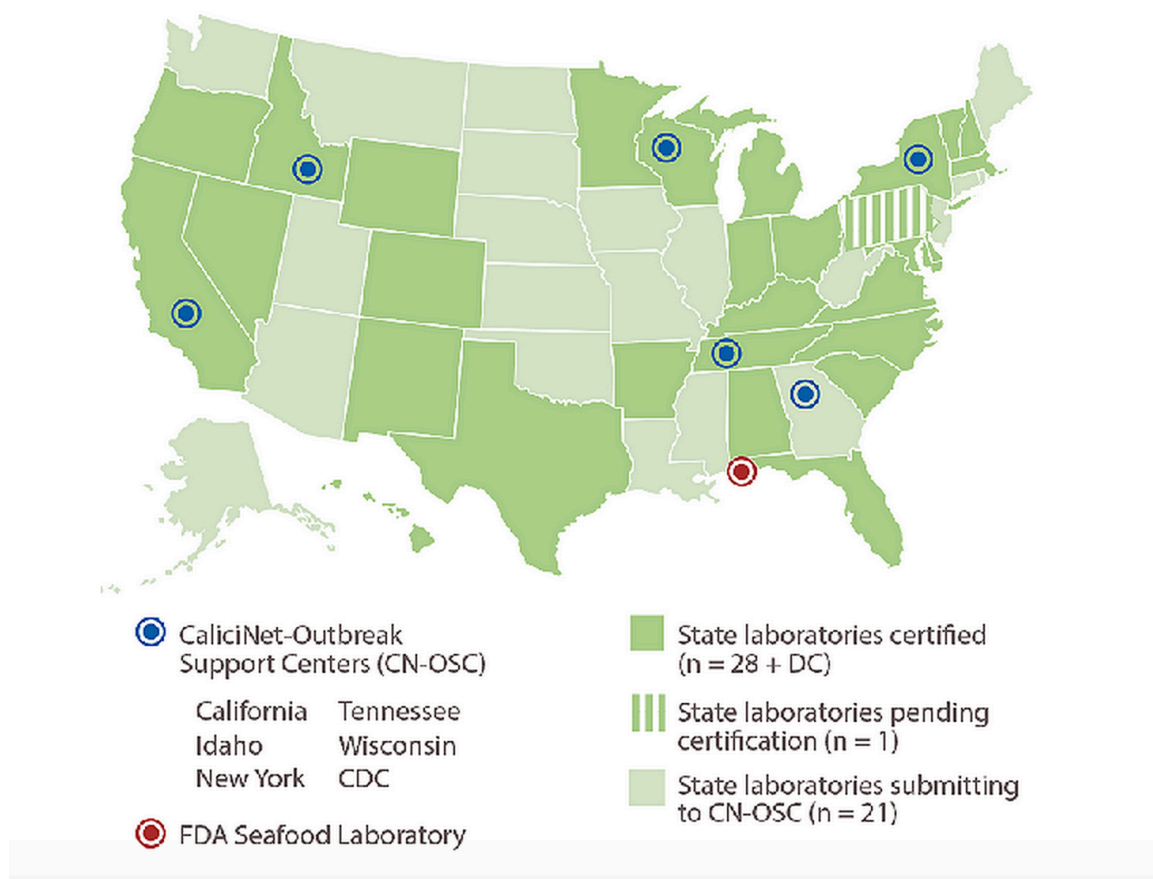 CaliciNet-Outbreak
Support Centers (CN-OSC)
California Tennessee
Idaho Wisconsin
New York CDC
FDA Seafood Laboratory
State laboratories certified
(n = 28 + DC)
State laboratories pending
certification (n = 1)
State laboratories submitting
to CN-OSC (n = 21)